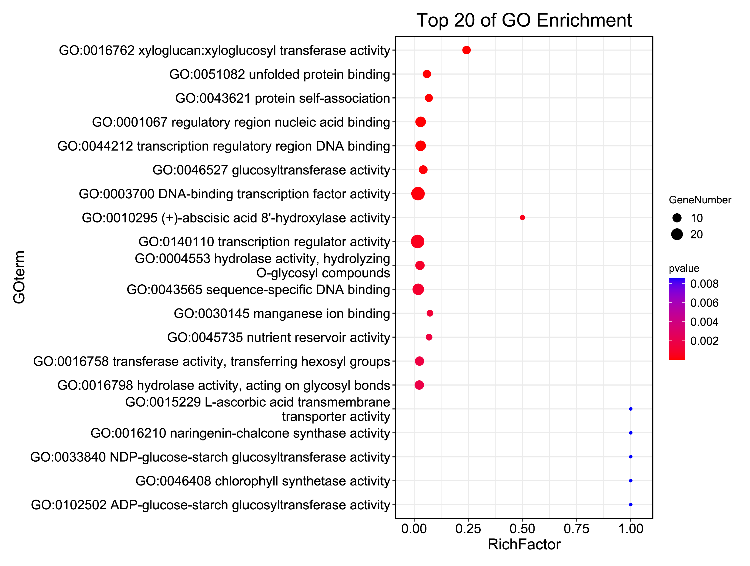 Top 20 of GO Enrichment
GO:0016762 xyloglucan:xyloglucosyl transferase activity
GO:0051082 unfolded protein binding
GO:0043621 protein self-association
GO:0001067 regulatory region nucleic acid binding
GO:0044212 transcription regulatory region DNA binding
GO:0046527 glucosyltransferase activity
GO:0003700 DNA-binding transcription factor activity
GO:0010295 (+)-abscisic acid 8'-hydroxylase activity
GO:0140110 transcription regulator activity
GO:0004553 hydrolase activity, hydrolyzing
O-glycosyl compounds
GO:0043565 sequence-specific DNA binding
GO:0030145 manganese ion binding
GO:0045735 nutrient reservoir activity
GO:0016758 transferase activity, transferring hexosyl groups
GO:0016798 hydrolase activity, acting on glycosyl bonds
GO:0015229 L-ascorbic acid transmembrane
transporter activity
GO:0016210 naringenin-chalcone synthase activity
GO:0033840 NDP-glucose-starch glucosyltransferase activity
GO:0046408 chlorophyll synthetase activity
GO:0102502 ADP-glucose-starch glucosyltransferase activity
GOterm
0.00 0.25 0.50 0.75 1.00
RichFactor
GeneNumber
10
20
pvalue
0.008
0.006
0.004
0.002